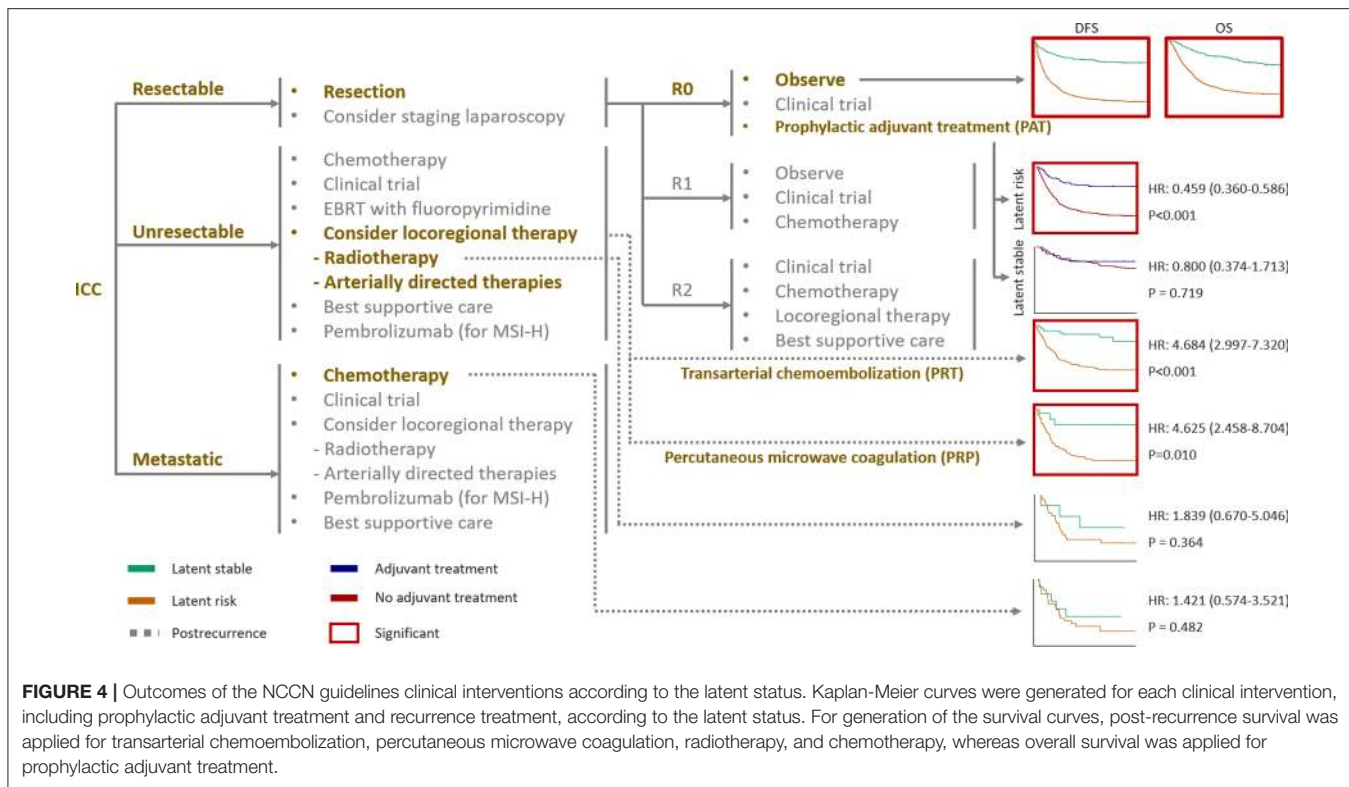 DFS
OS
ICC
Resectable
• Resection
• Consider staging laparoscopy
Unresectable
• Chemotherapy
• Clinical trial
• EBRT with fluoropyrimidine
• Consider locoregional therapy
- Radiotherapy
- Arterially directed therapies
• Best supportive care
• Pembrolizumab (for MSI-H)
Metastatic
• Chemotherapy
• Clinical trial
• Consider locoregional therapy
- Radiotherapy
- Arterially directed therapies
• Pembrolizumab (for MSI-H)
• Best supportive care
R0
• Observe
• Clinical trial
• Prophylactic adjuvant treatment (PAT)
R1
• Observe
• Clinical trial
• Chemotherapy
R2
• Clinical trial
• Chemotherapy
• Locoregional therapy
• Best supportive care
Transarterial chemoembolization (PRT)
Percutaneous microwave coagulation (PRP)
Latent risk
HR: 0.459 (0.360-0.586)
P<0.001
Latent stable
HR: 0.800 (0.374-1.713)
P = 0.719
HR: 4.684 (2.997-7.320)
P<0.001
HR: 4.625 (2.458-8.704)
P=0.010
HR: 1.839 (0.670-5.046)
P = 0.364
HR: 1.421 (0.574-3.521)
P = 0.482
Latent stable
Latent risk
Postrecurrence
Adjuvant treatment
No adjuvant treatment
Significant
FIGURE 4 | Outcomes of the NCCN guidelines clinical interventions according to the latent status. Kaplan-Meier curves were generated for each clinical intervention,
including prophylactic adjuvant treatment and recurrence treatment, according to the latent status. For generation of the survival curves, post-recurrence survival was
applied for transarterial chemoembolization, percutaneous microwave coagulation, radiotherapy, and chemotherapy, whereas overall survival was applied for
prophylactic adjuvant treatment.